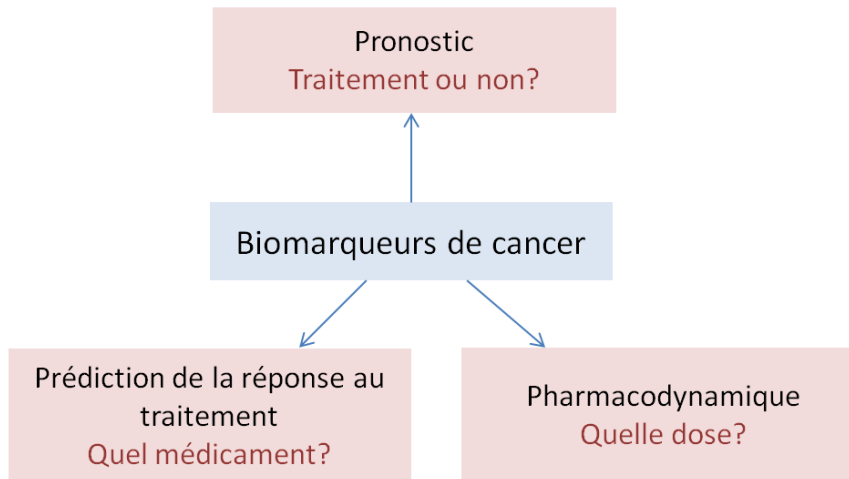 Pronostic
Traitement ou non?
Biomarqueurs de cancer
Prédiction de la réponse au
traitement
Quel médicament?
Pharmacodynamique
Quelle dose?